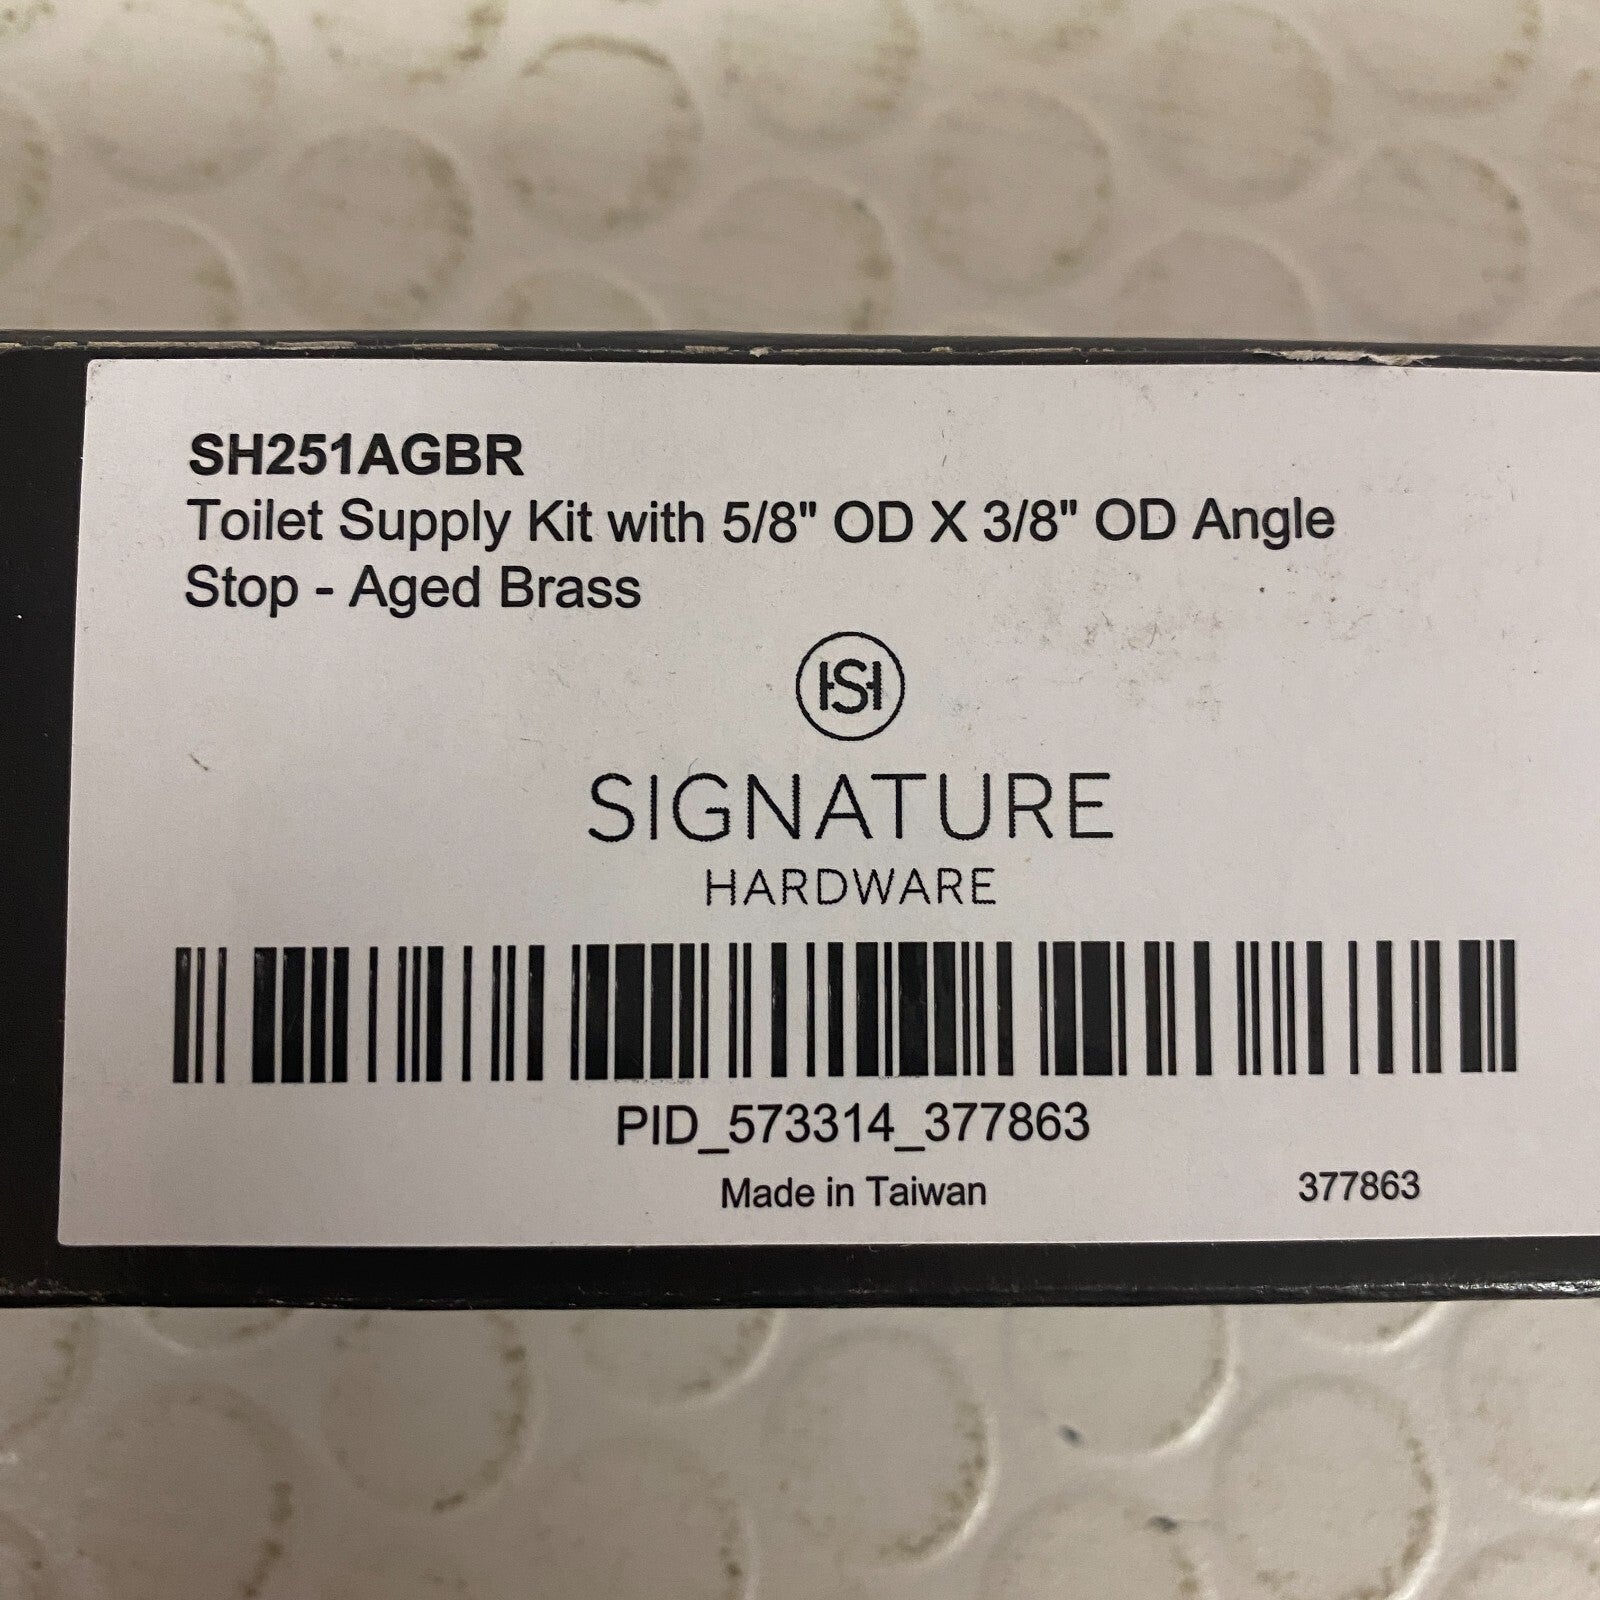 SH251AGBR
Toilet Supply Kit with 5/8" OD X 3/8" OD Angle
Stop - Aged Brass
HSH
SIGNATURE
HARDWARE
PID_573314_377863
Made in Taiwan 377863